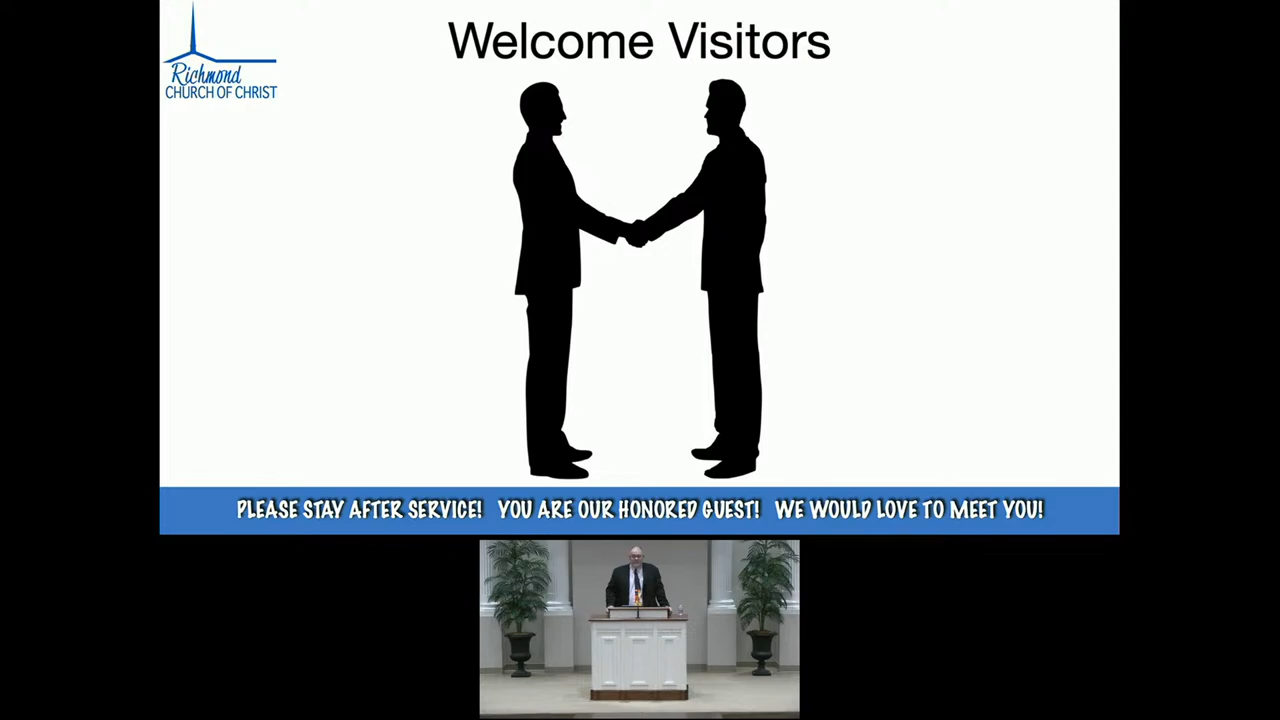 Welcome Visitors
Richmond
CHURCH OF CHRIST
PLEASE STAY AFTER SERVICE! YOU ARE OUR HONORED GUEST! WE WOULD LOVE TO MEET YOU!